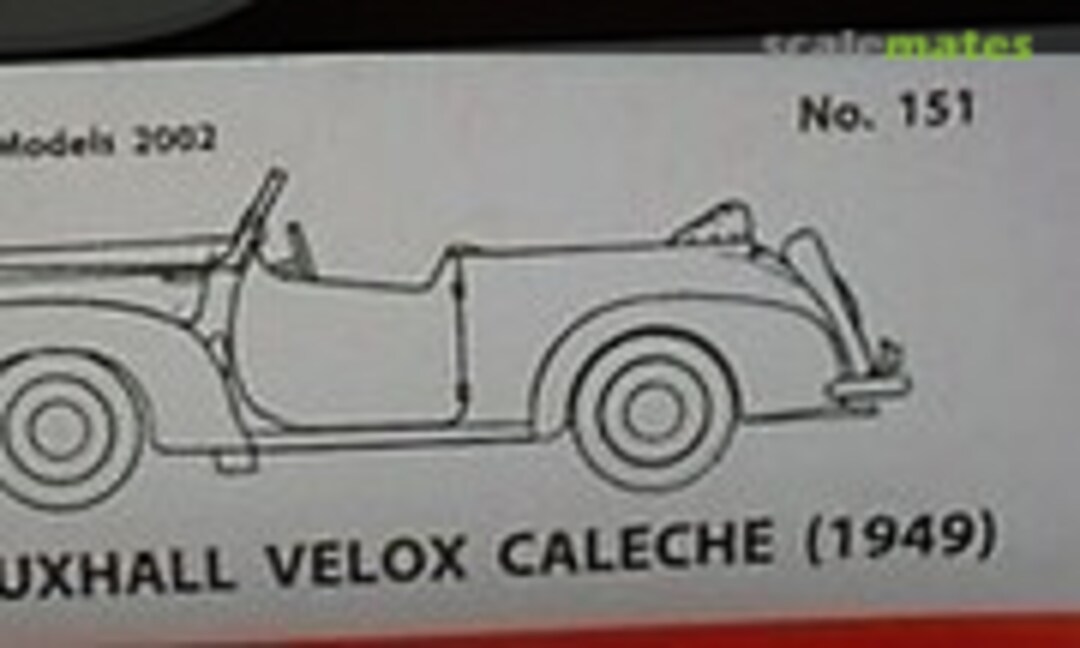 scalemates
No. 151
Models 2002
UXHALL VELOX CALECHE (1949)